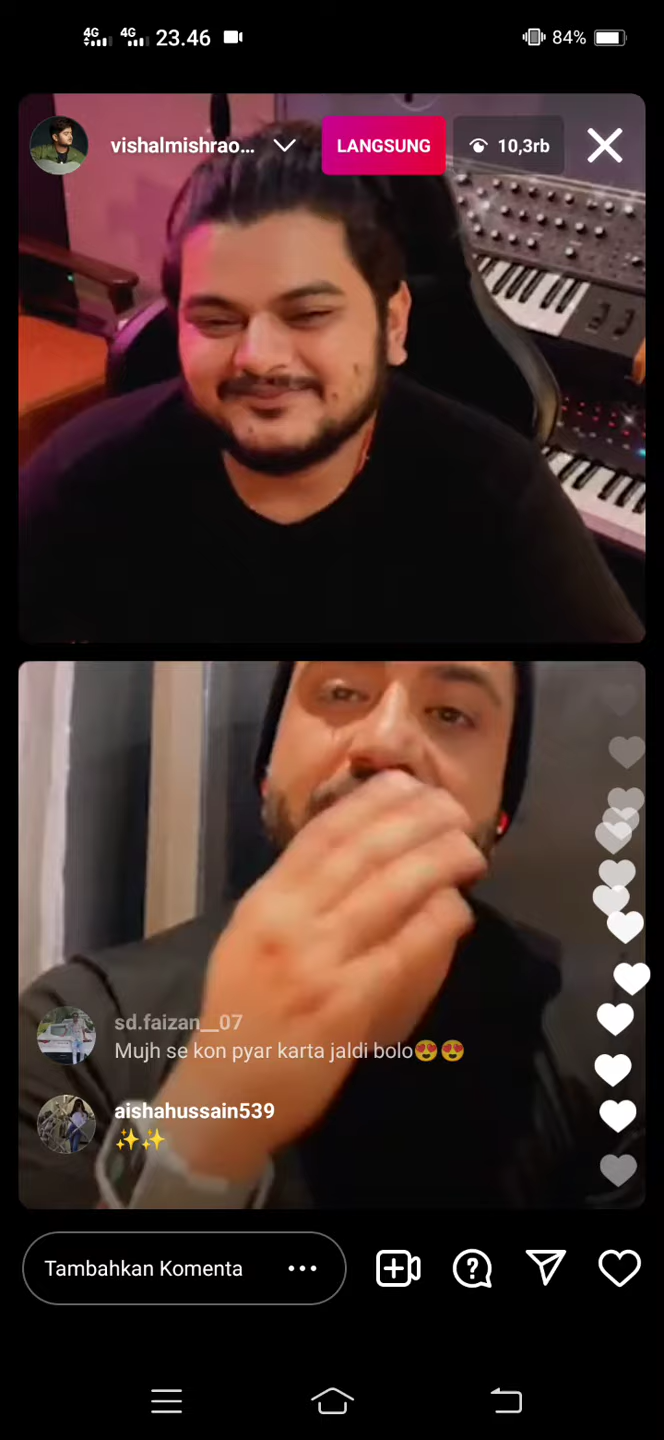 4G 4G 23.46 84%
vishalmishrao... LANGSUNG 10,3rb
sd.faizan__07
Mujh se kon pyar karta jaldi bolo😍😍
aishahussain539
✨✨
Tambahkan Komenta